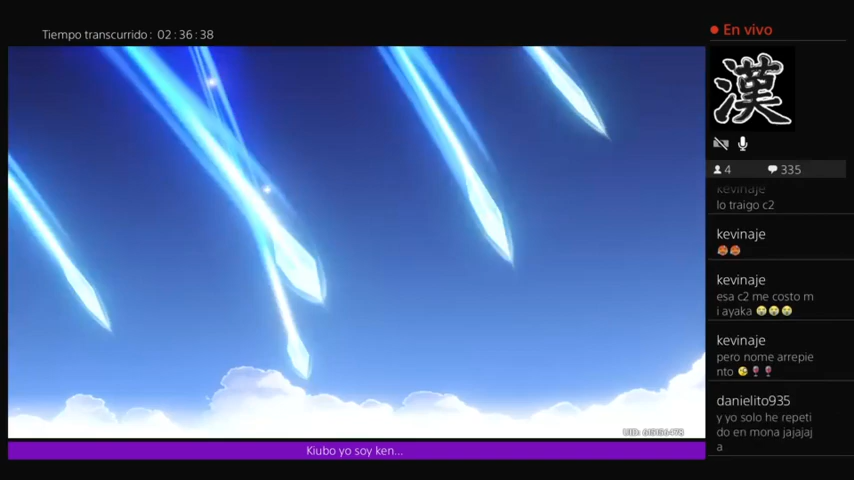 Tiempo transcurrido: 02:36:38
En vivo
漢
4 335
kevinaje
lo traigo c2
kevinaje
🥵🥵
kevinaje
esa c2 me costo m
i ayaka 😭😭😭
kevinaje
pero nome arrepie
nto 😘🍷🍷
danielito935
y yo solo he repeti
do en mona jajajaj
a
Kiubo yo soy ken...